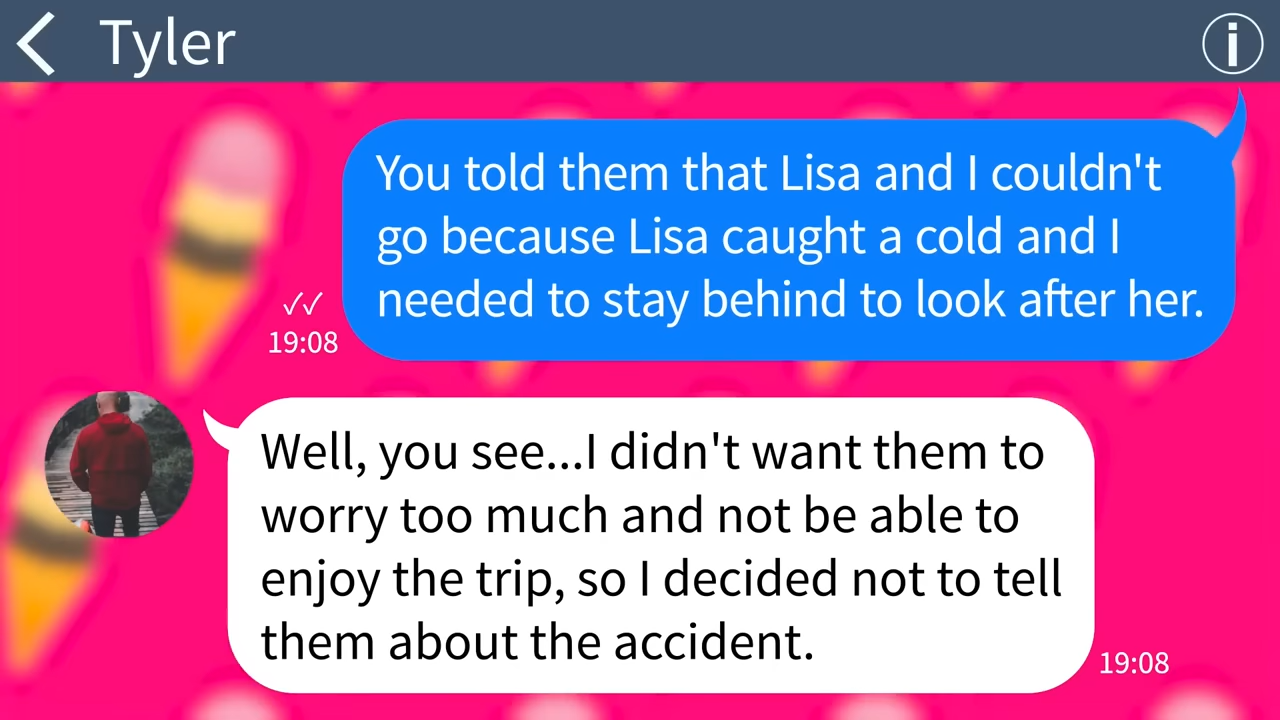 Tyler
You told them that Lisa and I couldn't
go because Lisa caught a cold and I
needed to stay behind to look after her.
19:08
Well, you see...I didn't want them to
worry too much and not be able to
enjoy the trip, so I decided not to tell
them about the accident.
19:08